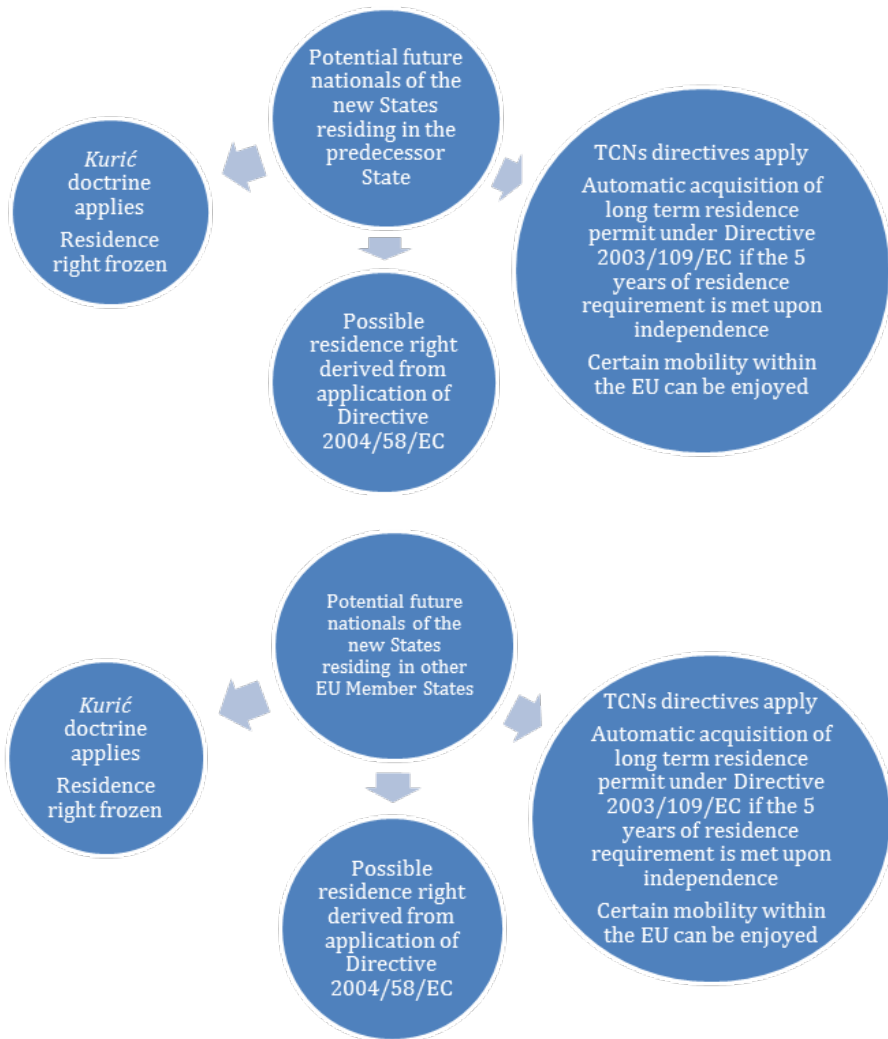 Potential future
nationals of the
new States
residing in the
predecessor
State
Kurić
doctrine
applies
Residence
right frozen
TCNs directives apply
Automatic acquisition of
long term residence
permit under Directive
2003/109/EC if the 5
years of residence
requirement is met upon
independence
Certain mobility within
the EU can be enjoyed
Possible
residence right
derived from
application of
Directive
2004/58/EC
Potential future
nationals of the
new States
residing in other
EU Member States
Kurić
doctrine
applies
Residence
right frozen
TCNs directives apply
Automatic acquisition of
long term residence
permit under Directive
2003/109/EC if the 5
years of residence
requirement is met upon
independence
Certain mobility within
the EU can be enjoyed
Possible
residence right
derived from
application of
Directive
2004/58/EC